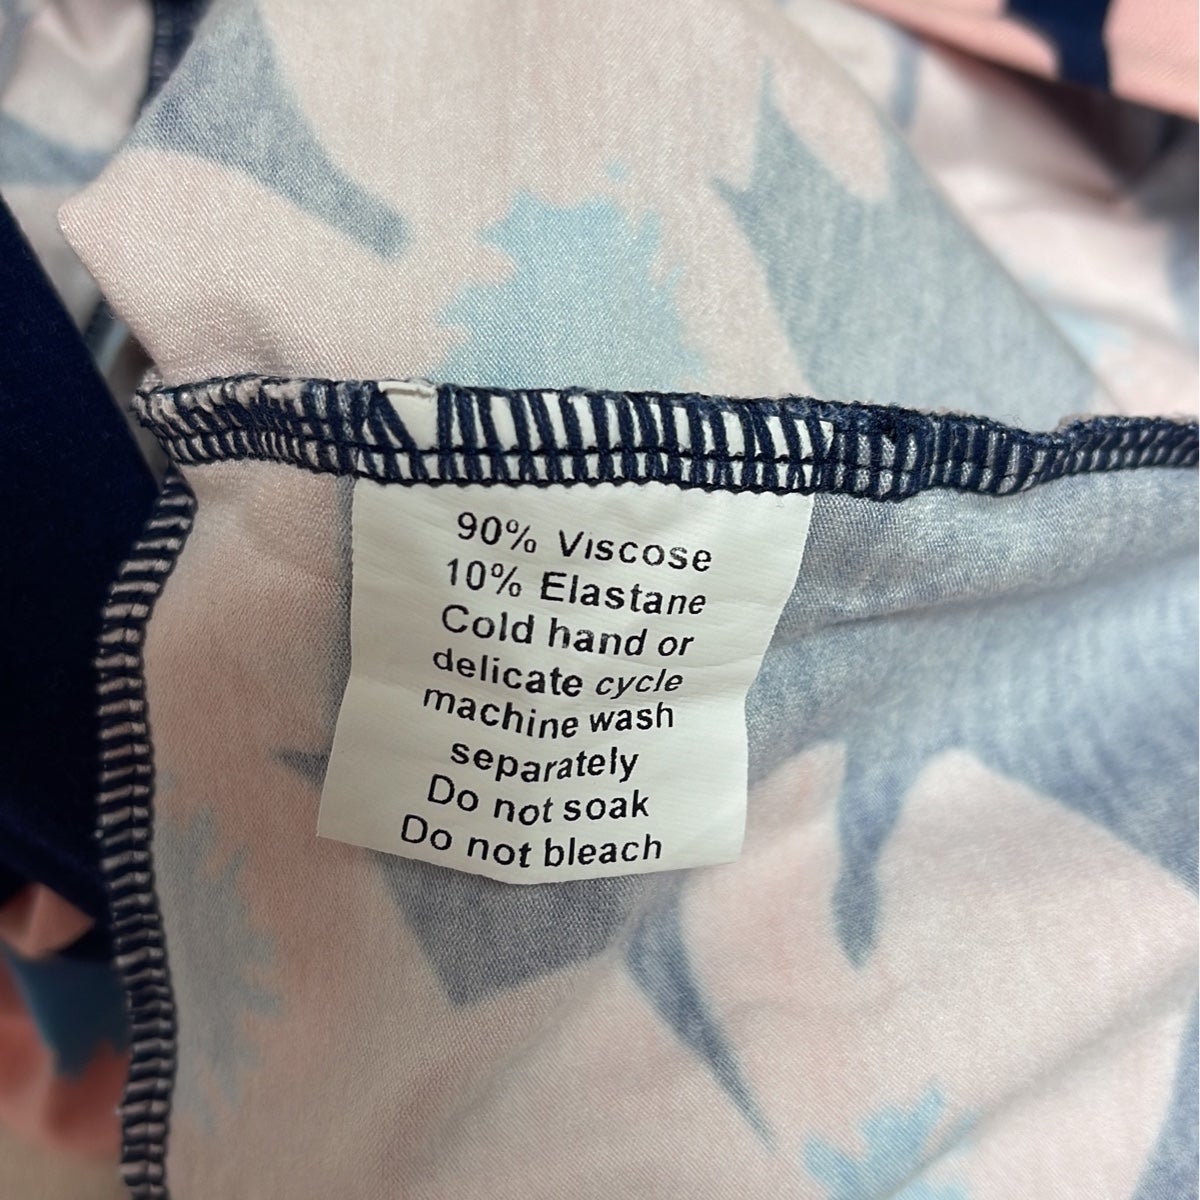 90% Viscose
10% Elastane
Cold hand or
delicate cycle
machine wash
separately
Do not soak
Do not bleach